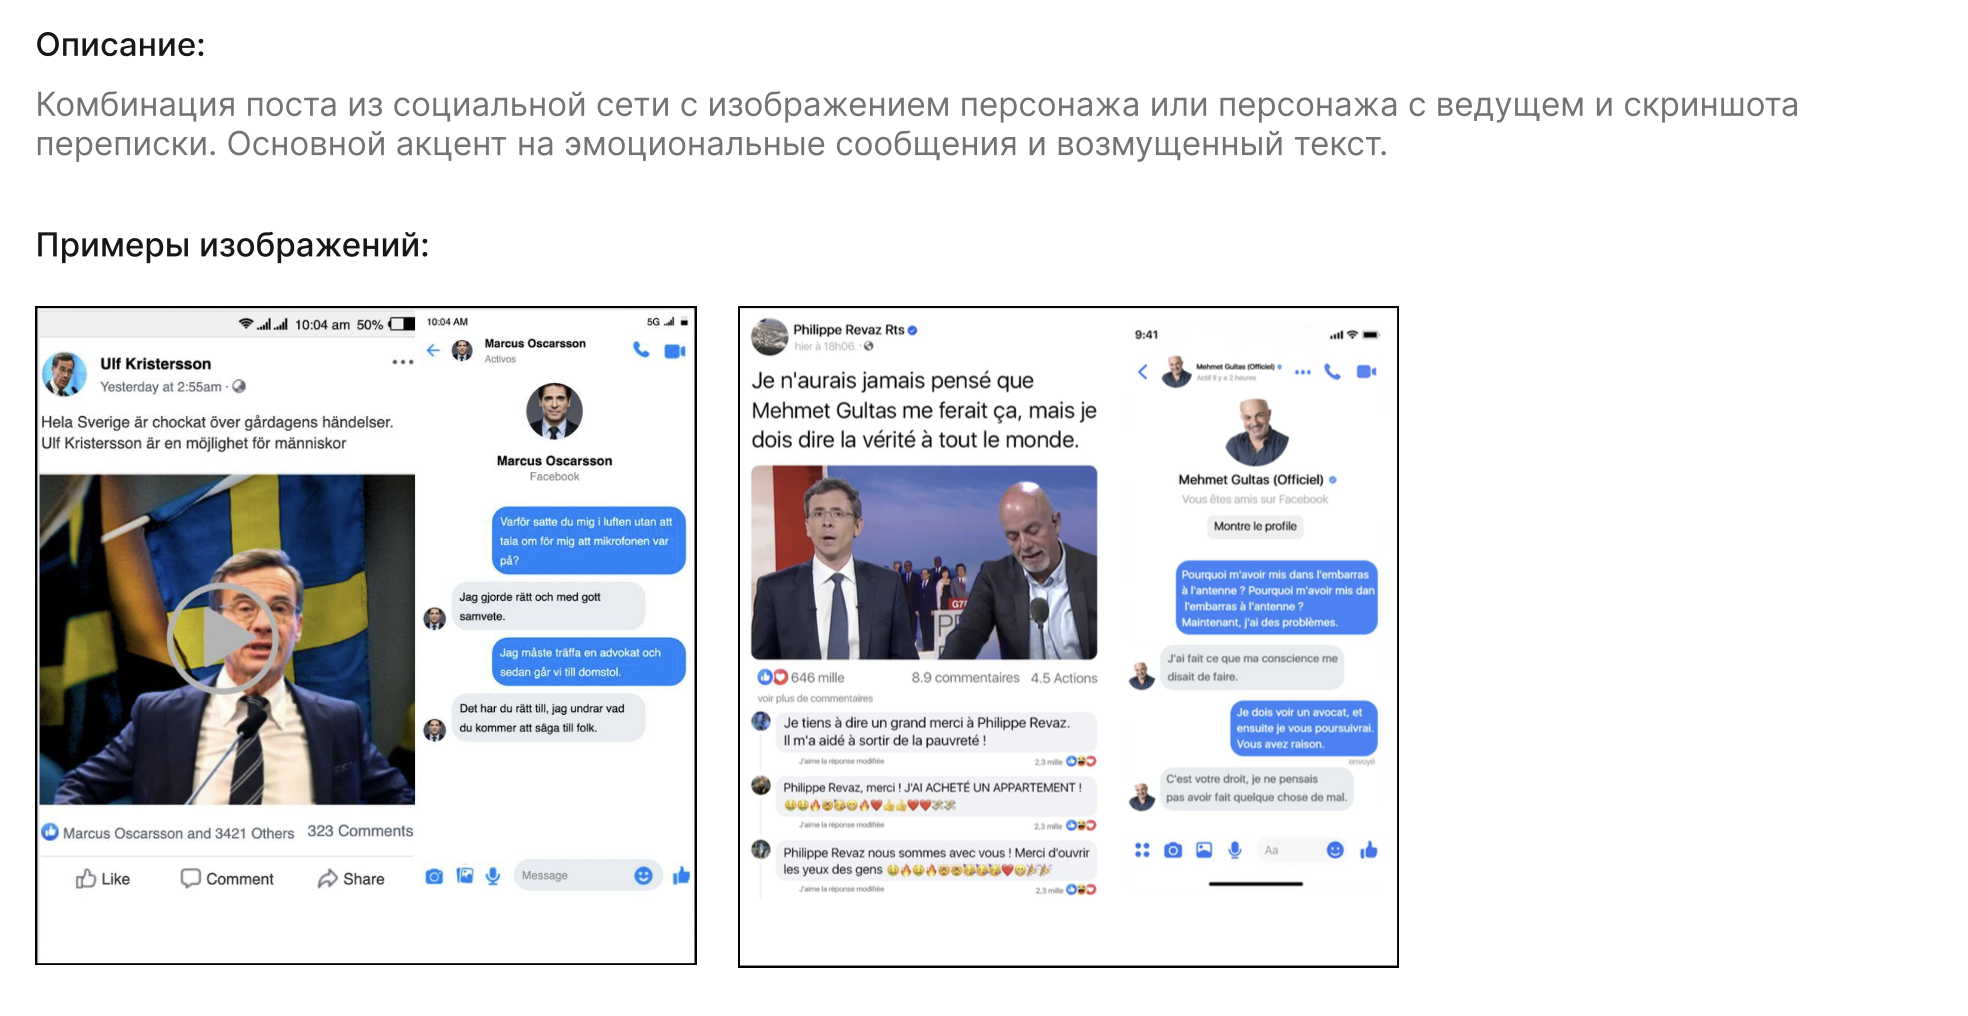 Описание:
Комбинация поста из социальной сети с изображением персонажа или персонажа с ведущем и скриншота
переписки. Основной акцент на эмоциональные сообщения и возмущенный текст.
Примеры изображений:
10:04 am 50%
Ulf Kristersson
Yesterday at 2:55am ·
Hela Sverige är chockat över gårdagens händelser.
Ulf Kristersson är en möjlighet för människor
Marcus Oscarsson and 3421 Others 323 Comments
Like Comment Share
10:04 AM 5G
Marcus Oscarsson
Activos
Marcus Oscarsson
Facebook
Varför satte du mig i luften utan att
tala om för mig att mikrofonen var
på?
Jag gjorde rätt och med gott
samvete.
Jag måste träffa en advokat och
sedan går vi till domstol.
Det har du rätt till, jag undrar vad
du kommer att säga till folk.
Message
Philippe Revaz Rts
hier à 18h06. ·
Je n'aurais jamais pensé que
Mehmet Gultas me ferait ça, mais je
dois dire la vérité à tout le monde.
G7
646 mille 8.9 commentaires 4.5 Actions
voir plus de commentaires
Je tiens à dire un grand merci à Philippe Revaz.
Il m'a aidé à sortir de la pauvreté !
J'aime la réponse modifiée 2,3 mille
Philippe Revaz, merci ! J'AI ACHETÉ UN APPARTEMENT !
🤑🤑🔥🤯🥳🤑🔥❤️👍👍❤️❤️💸💸
J'aime la réponse modifiée 2,3 mille
Philippe Revaz nous sommes avec vous ! Merci d'ouvrir
les yeux des gens
J'aime la réponse modifiée 2,3 mille
9:41
Mehmet Gultas (Officiel)
Actif il y a 2 heures
Mehmet Gultas (Officiel)
Vous êtes amis sur Facebook
Montre le profile
Pourquoi m'avoir mis dans l'embarras
à l'antenne ? Pourquoi m'avoir mis dan
l'embarras à l'antenne ?
Maintenant, j'ai des problèmes.
J'ai fait ce que ma conscience me
disait de faire.
Je dois voir un avocat, et
ensuite je vous poursuivrai.
Vous avez raison.
envoyé
C'est votre droit, je ne pensais
pas avoir fait quelque chose de mal.
Aa